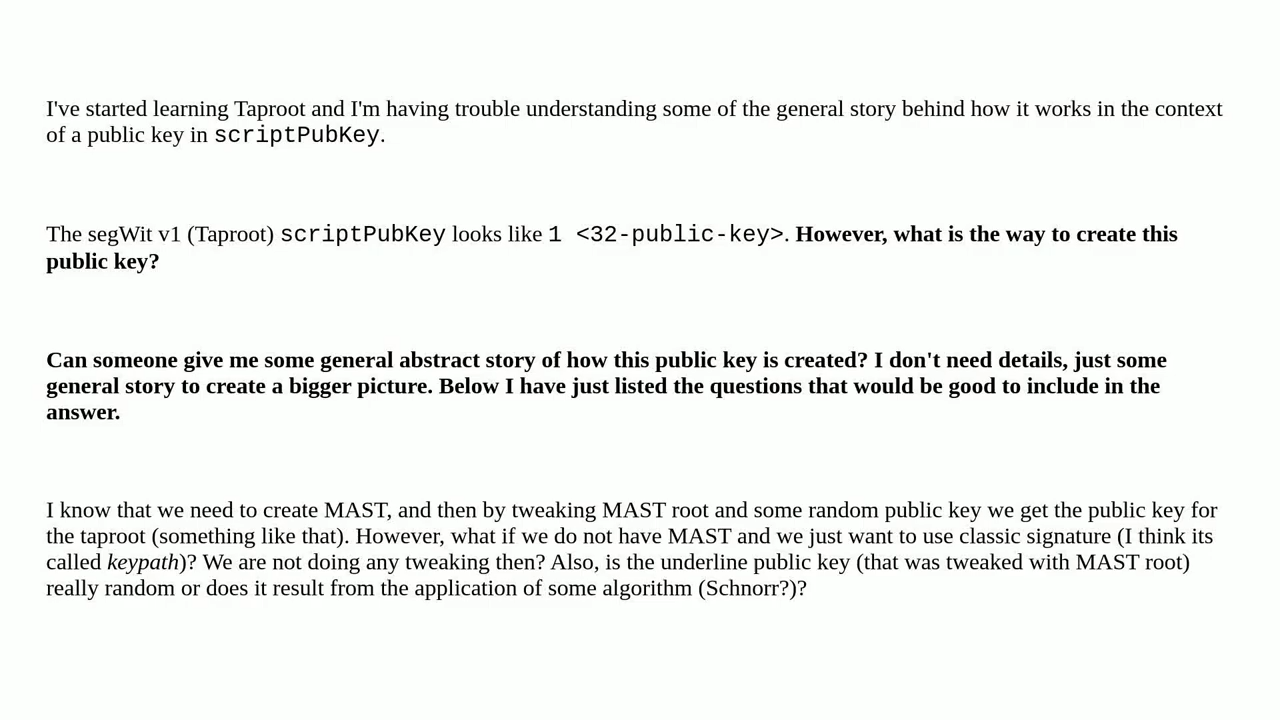 I've started learning Taproot and I'm having trouble understanding some of the general story behind how it works in the context
of a public key in scriptPubKey.
The segWit v1 (Taproot) scriptPubKey looks like 1 <32-public-key>. However, what is the way to create this
public key?
Can someone give me some general abstract story of how this public key is created? I don't need details, just some
general story to create a bigger picture. Below I have just listed the questions that would be good to include in the
answer.
I know that we need to create MAST, and then by tweaking MAST root and some random public key we get the public key for
the taproot (something like that). However, what if we do not have MAST and we just want to use classic signature (I think its
called keypath)? We are not doing any tweaking then? Also, is the underline public key (that was tweaked with MAST root)
really random or does it result from the application of some algorithm (Schnorr?)?